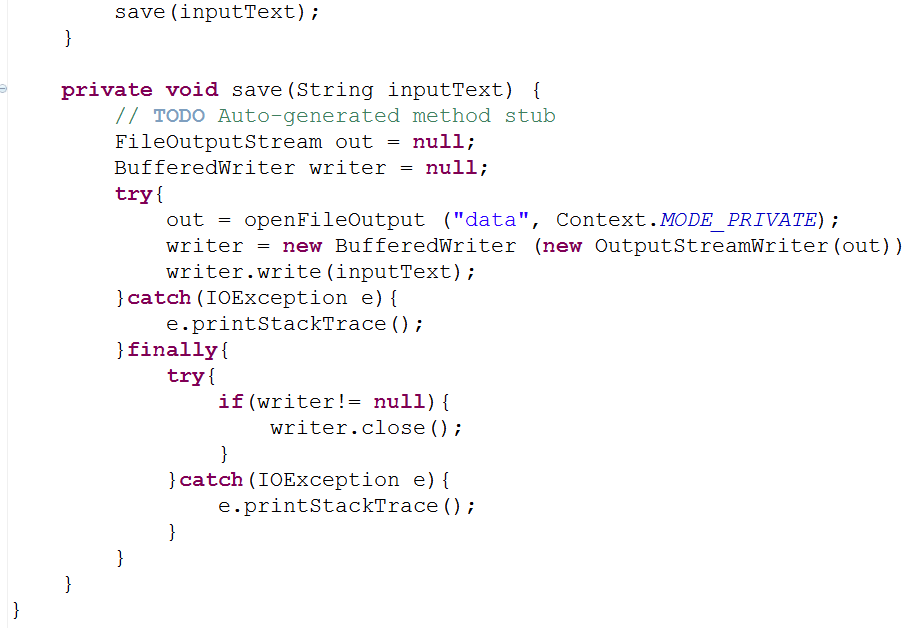 save(inputText);
}
private void save(String inputText) {
// TODO Auto-generated method stub
FileOutputStream out = null;
BufferedWriter writer = null;
try{
out = openFileOutput ("data", Context.MODE_PRIVATE);
writer = new BufferedWriter (new OutputStreamWriter(out))
writer.write(inputText);
}catch(IOException e){
e.printStackTrace();
}finally{
try{
if(writer!= null){
writer.close();
}
}catch(IOException e){
e.printStackTrace();
}
}
}
}